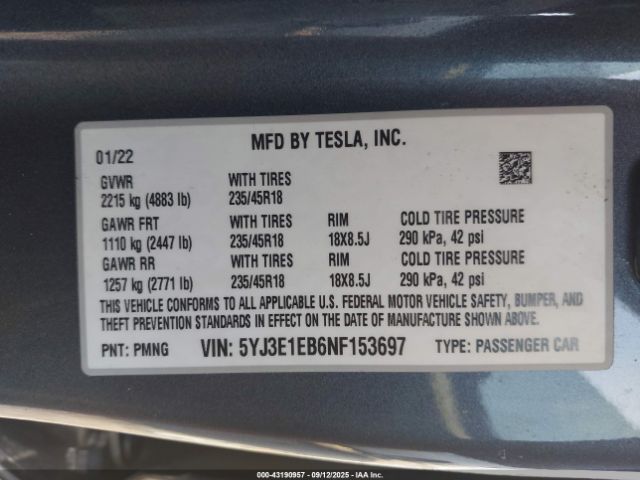 MFD BY TESLA, INC.
01/22
GVWR WITH TIRES
2215 kg (4883 lb) 235/45R18
GAWR FRT WITH TIRES RIM COLD TIRE PRESSURE
1110 kg (2447 lb) 235/45R18 18X8.5J 290 kPa, 42 psi
GAWR RR WITH TIRES RIM COLD TIRE PRESSURE
1257 kg (2771 lb) 235/45R18 18X8.5J 290 kPa, 42 psi
THIS VEHICLE CONFORMS TO ALL APPLICABLE U.S. FEDERAL MOTOR VEHICLE SAFETY, BUMPER, AND
THEFT PREVENTION STANDARDS IN EFFECT ON THE DATE OF MANUFACTURE SHOWN ABOVE.
PNT: PMNG VIN: 5YJ3E1EB6NF153697 TYPE: PASSENGER CAR
000-43190957 - 09/12/2025 - IAA Inc.